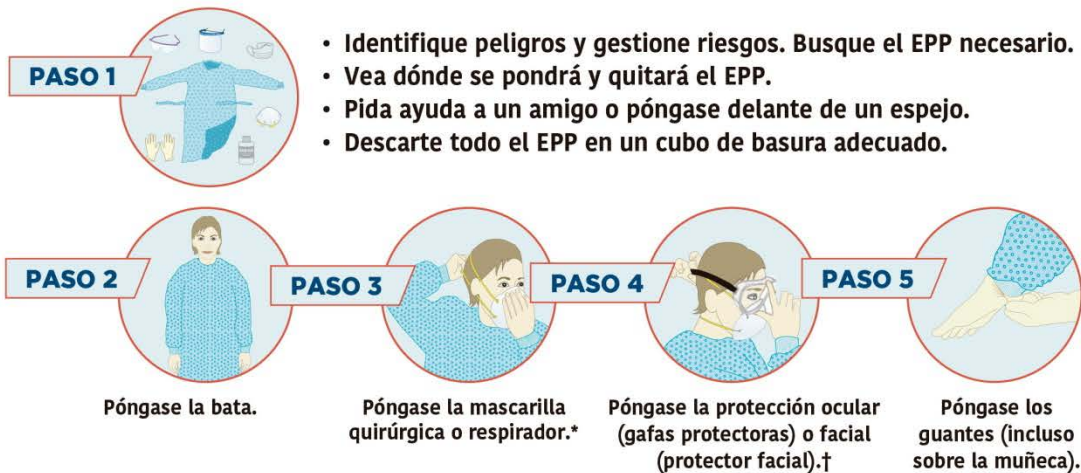 PASO 1
• Identifique peligros y gestione riesgos. Busque el EPP necesario.
• Vea dónde se pondrá y quitará el EPP.
• Pida ayuda a un amigo o póngase delante de un espejo.
• Descarte todo el EPP en un cubo de basura adecuado.
PASO 2
Póngase la bata.
PASO 3
Póngase la mascarilla
quirúrgica o respirador.*
PASO 4
Póngase la protección ocular
(gafas protectoras) o facial
(protector facial).†
PASO 5
Póngase los
guantes (incluso
sobre la muñeca).